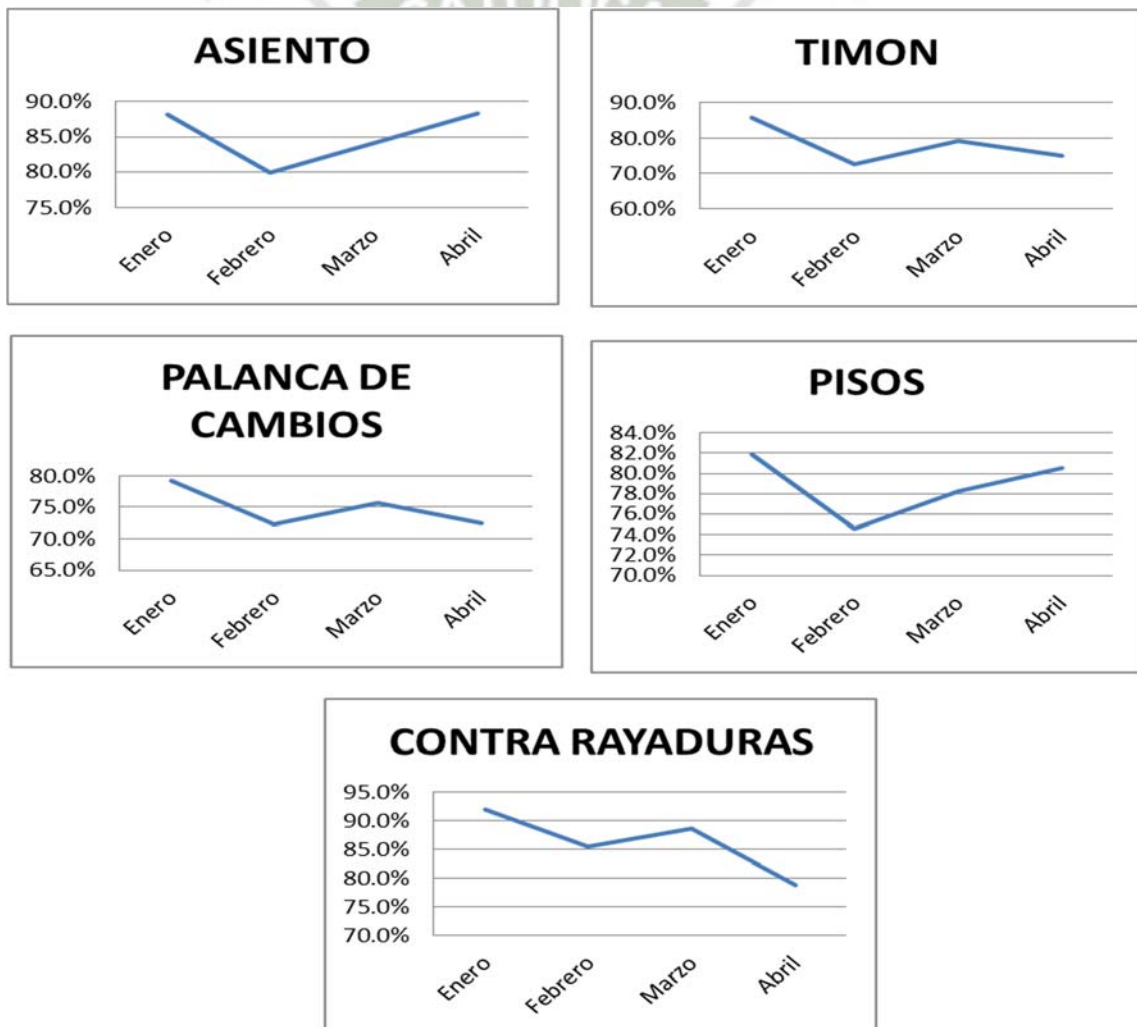 ASIENTO
90.0%
85.0%
80.0%
75.0%
Enero
Febrero
Marzo
Abril
TIMON
90.0%
80.0%
70.0%
60.0%
Enero
Febrero
Marzo
Abril
PALANCA DE
CAMBIOS
80.0%
75.0%
70.0%
65.0%
Enero
Febrero
Marzo
Abril
PISOS
84.0%
82.0%
80.0%
78.0%
76.0%
74.0%
72.0%
70.0%
Enero
Febrero
Marzo
Abril
CONTRA RAYADURAS
95.0%
90.0%
85.0%
80.0%
75.0%
70.0%
Enero
Febrero
Marzo
Abril